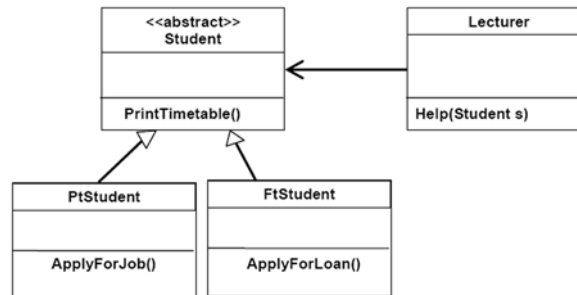 <<abstract>>
Student
PrintTimetable()
Lecturer
Help(Student s)
PtStudent
ApplyForJob()
FtStudent
ApplyForLoan()